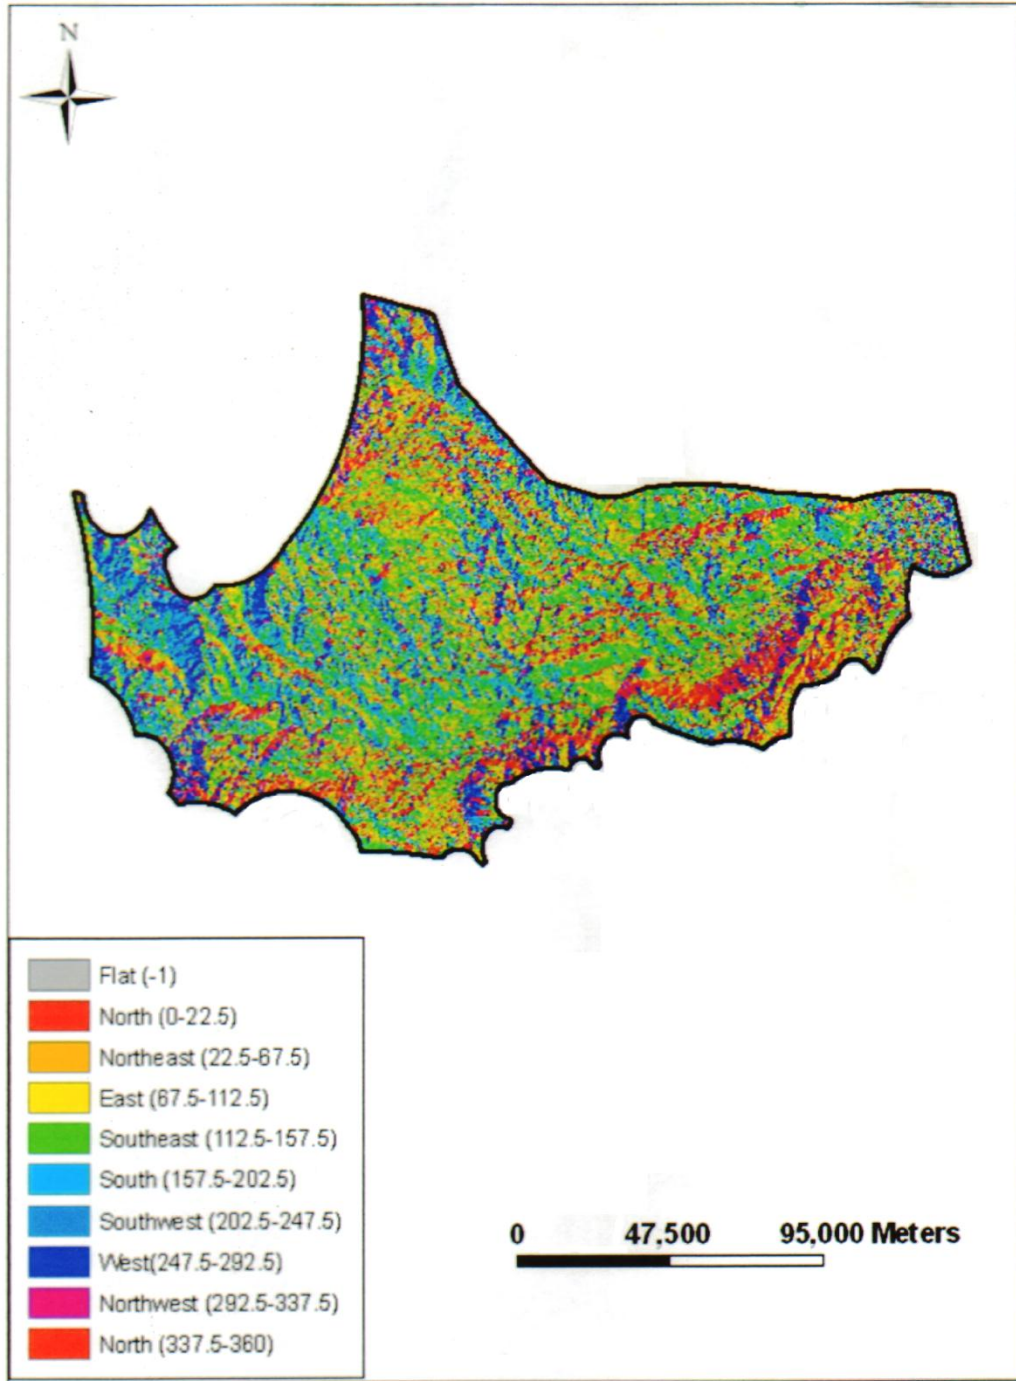 N
Flat (-1)
North (0-22.5)
Northeast (22.5-67.5)
East (67.5-112.5)
Southeast (112.5-157.5)
South (157.5-202.5)
Southwest (202.5-247.5)
West(247.5-292.5)
Northwest (292.5-337.5)
North (337.5-360)
0 47,500 95,000 Meters